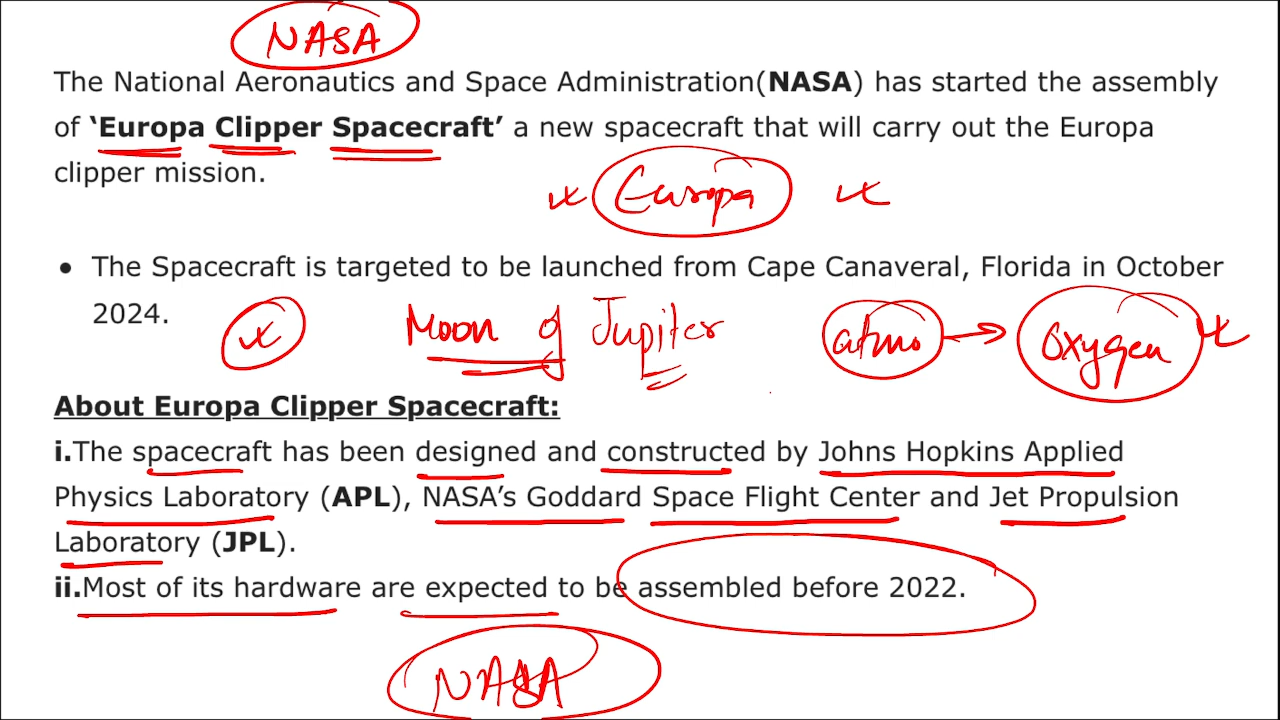 NASA
The National Aeronautics and Space Administration(NASA) has started the assembly
of ‘Europa Clipper Spacecraft’ a new spacecraft that will carry out the Europa
clipper mission.
Europa
• The Spacecraft is targeted to be launched from Cape Canaveral, Florida in October
2024.
Moon of Jupiter atmo → Oxygen
About Europa Clipper Spacecraft:
i.The spacecraft has been designed and constructed by Johns Hopkins Applied
Physics Laboratory (APL), NASA’s Goddard Space Flight Center and Jet Propulsion
Laboratory (JPL).
ii.Most of its hardware are expected to be assembled before 2022.
NASA